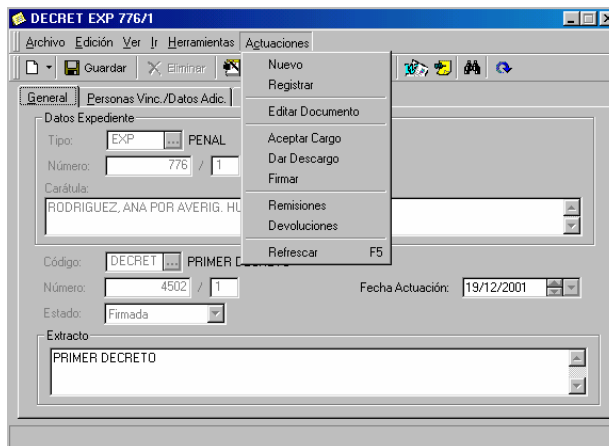 DECRET EXP 776/1
Archivo Edición Ver Ir Herramientas Actuaciones
Guardar Eliminar
Nuevo
Registrar
Editar Documento
Aceptar Cargo
Dar Descargo
Firmar
Remisiones
Devoluciones
Refrescar F5
General Personas Vinc./Datos Adic.
Datos Expediente
Tipo: EXP ... PENAL
Número: 776 / 1
Carátula:
RODRIGUEZ, ANA POR AVERIG. HU
Código: DECRET ... PRIMER DECRETO
Número: 4502 / 1 Fecha Actuación: 19/12/2001
Estado: Firmada
Extracto
PRIMER DECRETO